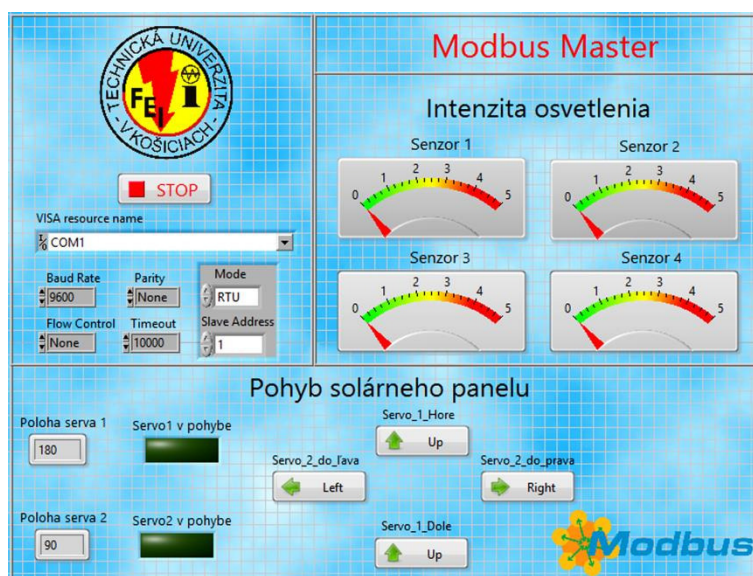 TECHNICKÁ UNIVERZITA
- V KOŠICIACH -
FEI
STOP
VISA resource name
COM1
Baud Rate
Parity
Mode
9600
None
RTU
Flow Control
Timeout
Slave Address
None
10000
1
Modbus Master
Intenzita osvetlenia
Senzor 1
0 1 2 3 4 5
Senzor 2
0 1 2 3 4 5
Senzor 3
0 1 2 3 4 5
Senzor 4
0 1 2 3 4 5
Pohyb solárneho panelu
Poloha serva 1
180
Servo1 v pohybe
Servo_1_Hore
Up
Servo_2_do_ľava
Left
Servo_2_do_prava
Right
Poloha serva 2
90
Servo2 v pohybe
Servo_1_Dole
Up
Modbus